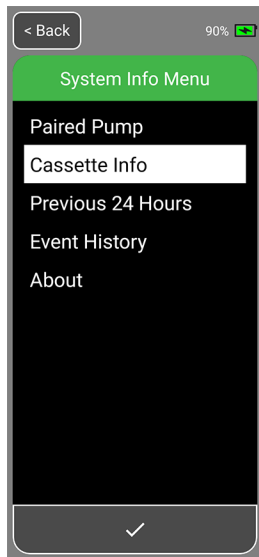 < Back
90%
System Info Menu
Paired Pump
Cassette Info
Previous 24 Hours
Event History
About